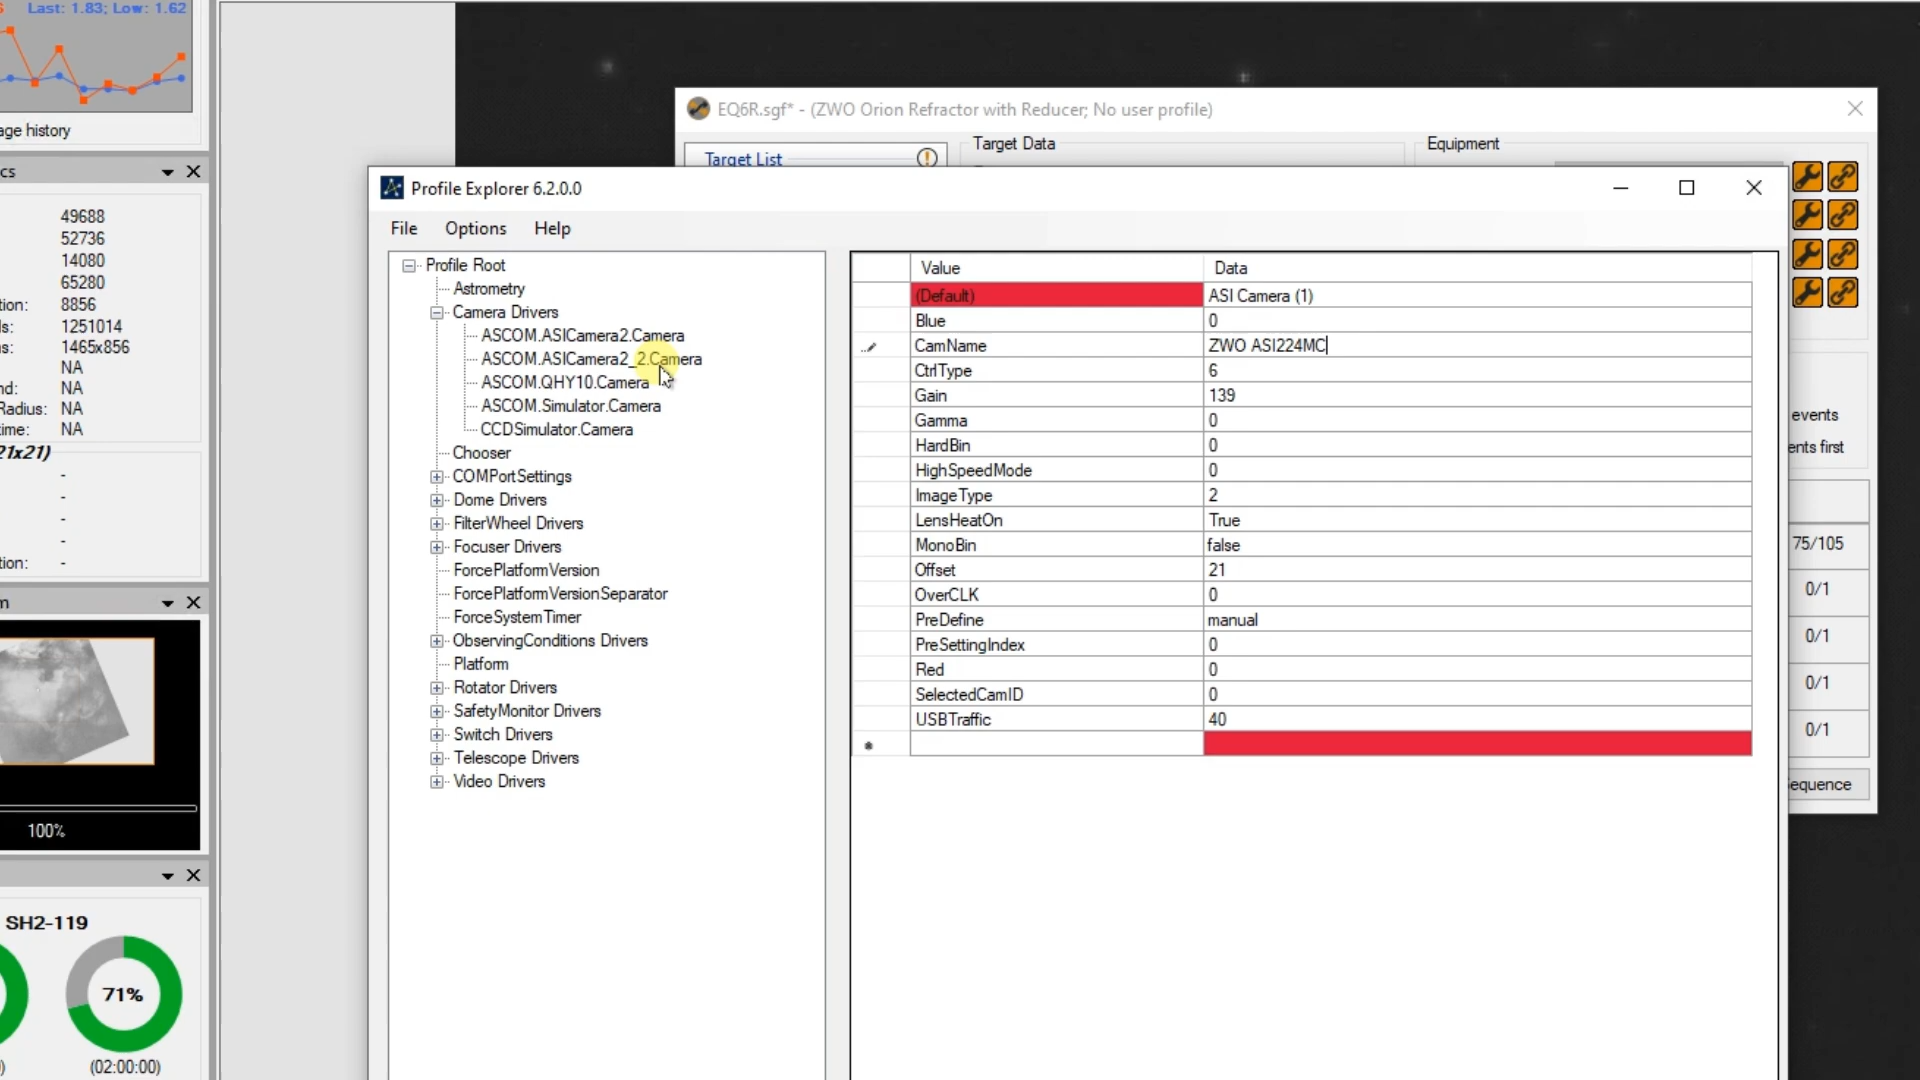 Last: 1.83; Low: 1.62
age history
cs
49688
52736
14080
65280
tion: 8856
ls: 1251014
is: 1465x856
NA
nd: NA
Radius: NA
time: NA
21x21)
-
-
-
-
tion: -
m
100%
SH2-119
71%
(02:00:00)
EQ6R.sgf* - (ZWO Orion Refractor with Reducer; No user profile)
Target List
Target Data
Equipment
Profile Explorer 6.2.0.0
File Options Help
Profile Root
Astrometry
Camera Drivers
ASCOM.ASICamera2.Camera
ASCOM.ASICamera2_2.Camera
ASCOM.QHY10.Camera
ASCOM.Simulator.Camera
CCDSimulator.Camera
Chooser
COMPortSettings
Dome Drivers
FilterWheel Drivers
Focuser Drivers
ForcePlatformVersion
ForcePlatformVersionSeparator
ForceSystemTimer
ObservingConditions Drivers
Platform
Rotator Drivers
SafetyMonitor Drivers
Switch Drivers
Telescope Drivers
Video Drivers
Value Data
(Default) ASI Camera (1)
Blue 0
CamName ZWO ASI224MC
CtrlType 6
Gain 139
Gamma 0
HardBin 0
HighSpeedMode 0
ImageType 2
LensHeatOn True
MonoBin false
Offset 21
OverCLK 0
PreDefine manual
PreSettingIndex 0
Red 0
SelectedCamID 0
USBTraffic 40
events
ents first
75/105
0/1
0/1
0/1
0/1
equence